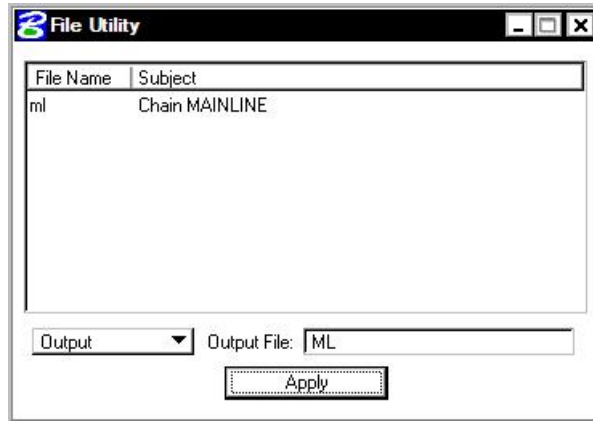 File Utility
File Name Subject
ml Chain MAINLINE
Output Output File: ML
Apply